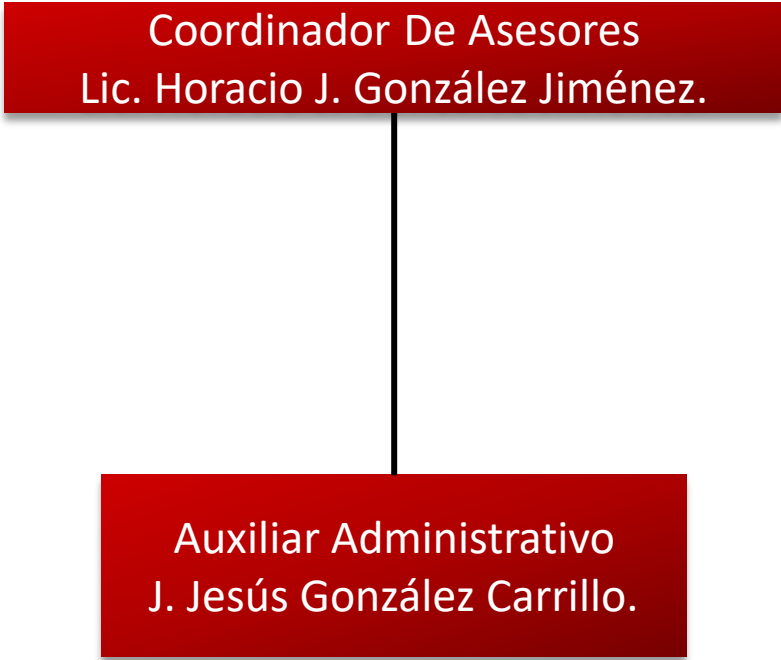 Coordinador De Asesores
Lic. Horacio J. González Jiménez.
Auxiliar Administrativo
J. Jesús González Carrillo.